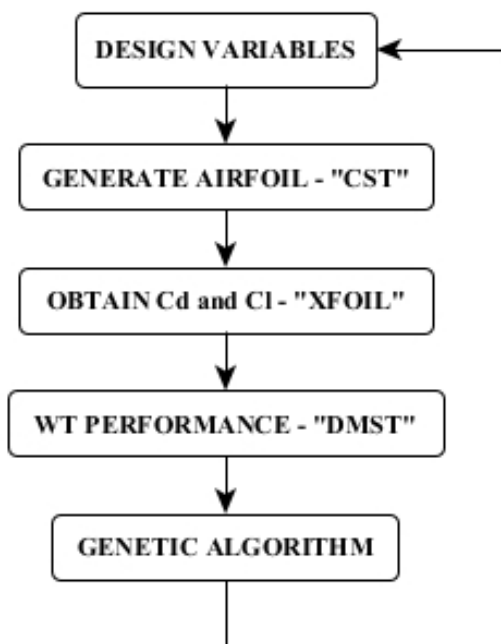 DESIGN VARIABLES
GENERATE AIRFOIL - "CST"
OBTAIN Cd and Cl - "XFOIL"
WT PERFORMANCE - "DMST"
GENETIC ALGORITHM